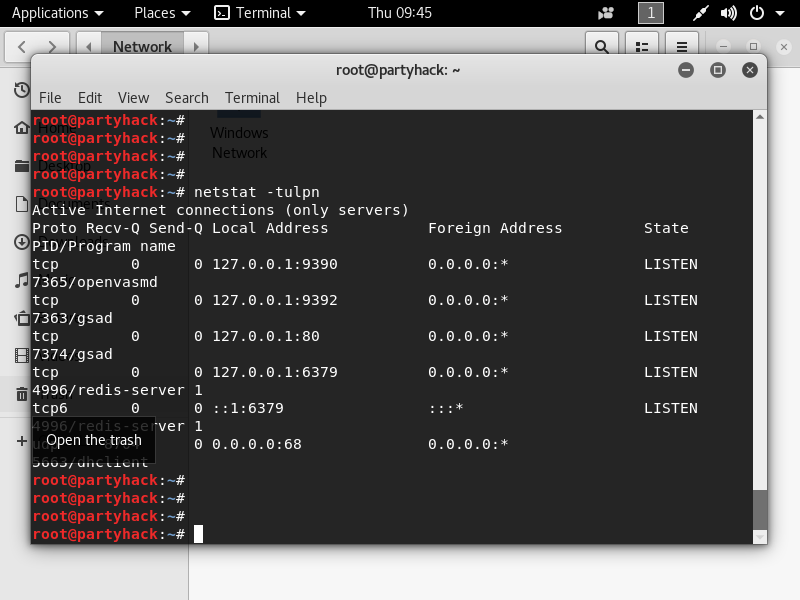 Applications Places Terminal Thu 09:45 1
Network
root@partyhack: ~
File Edit View Search Terminal Help
Home
Desktop
Windows
Network
root@partyhack:~#
root@partyhack:~#
root@partyhack:~#
root@partyhack:~#
root@partyhack:~# netstat -tulpn
Active Internet connections (only servers)
Proto Recv-Q Send-Q Local Address Foreign Address State
PID/Program name
tcp 0 0 127.0.0.1:9390 0.0.0.0:* LISTEN
7365/openvasmd
tcp 0 0 127.0.0.1:9392 0.0.0.0:* LISTEN
7363/gsad
tcp 0 0 127.0.0.1:80 0.0.0.0:* LISTEN
7374/gsad
tcp 0 0 127.0.0.1:6379 0.0.0.0:* LISTEN
4996/redis-server 1
tcp6 0 0 ::1:6379 :::* LISTEN
4996/redis-server 1
Open the trash
udp 0 0.0.0.0:68 0.0.0.0:*
5663/dhclient
root@partyhack:~#
root@partyhack:~#
root@partyhack:~#
root@partyhack:~#